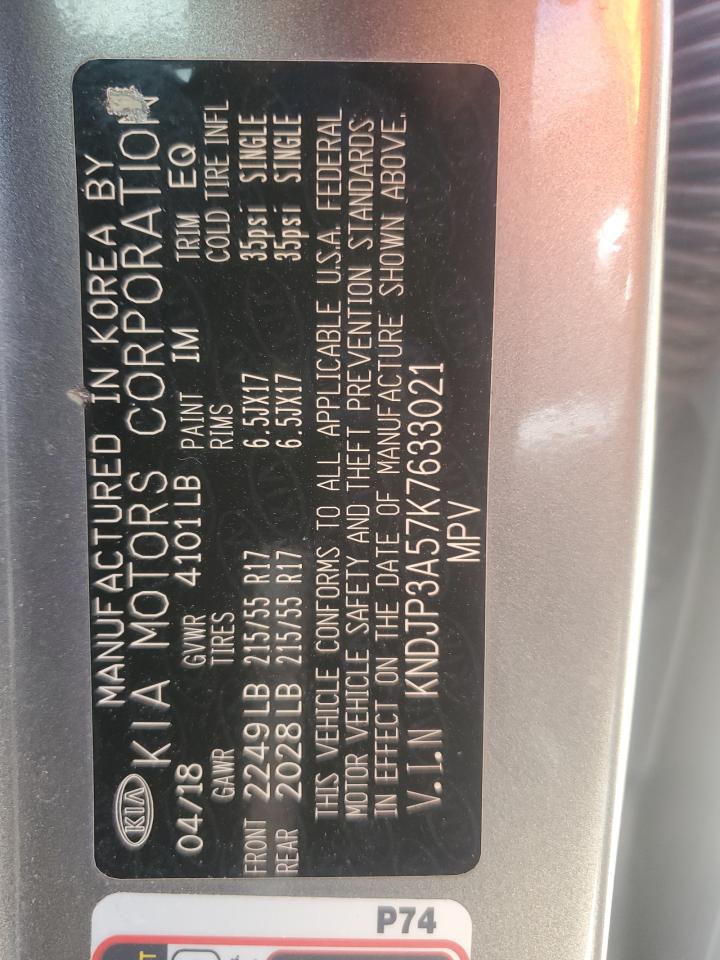 MANUFACTURED IN KOREA BY
KIA KIA MOTORS CORPORATION
04/18 GVWR 4101LB PAINT IM TRIM EQ
GAWR TIRES RIMS COLD TIRE INFL
FRONT 2249LB 215/55 R17 6.5JX17 35psi SINGLE
REAR 2028LB 215/55 R17 6.5JX17 35psi SINGLE
THIS VEHICLE CONFORMS TO ALL APPLICABLE U.S.A. FEDERAL
MOTOR VEHICLE SAFETY AND THEFT PREVENTION STANDARDS
IN EFFECT ON THE DATE OF MANUFACTURE SHOWN ABOVE.
V.I.N KNDJP3A57K7633021
MPV
P74